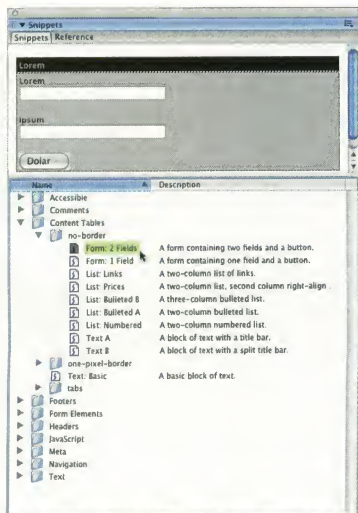 Snippets
Snippets Reference
Lorem
Lorem
Ipsum
Dolar
Name Description
Accessible
Comments
Content Tables
no-border
Form: 2 Fields A form containing two fields and a button.
Form: 1 Field A form containing one field and a button.
List: Links A two-column list of links.
List: Prices A two-column list, second column right-align
List: Bulleted B A three-column bulleted list.
List: Bulleted A A two-column bulleted list.
List: Numbered A two-column numbered list.
Text A A block of text with a title bar.
Text B A block of text with a split title bar.
one-pixel-border
Text: Basic A basic block of text.
tabs
Footers
Form Elements
Headers
JavaScript
Meta
Navigation
Text